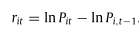 r_{it} = ln P_{it} − ln P_{i,t−1}.